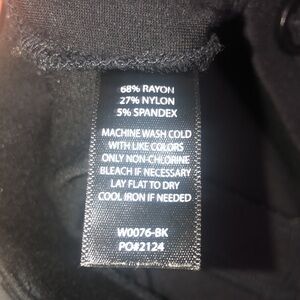 68% RAYON
27% NYLON
5% SPANDEX
MACHINE WASH COLD
WITH LIKE COLORS
ONLY NON-CHLORINE
BLEACH IF NECESSARY
LAY FLAT TO DRY
COOL IRON IF NEEDED
W0076-BK
PO#2124